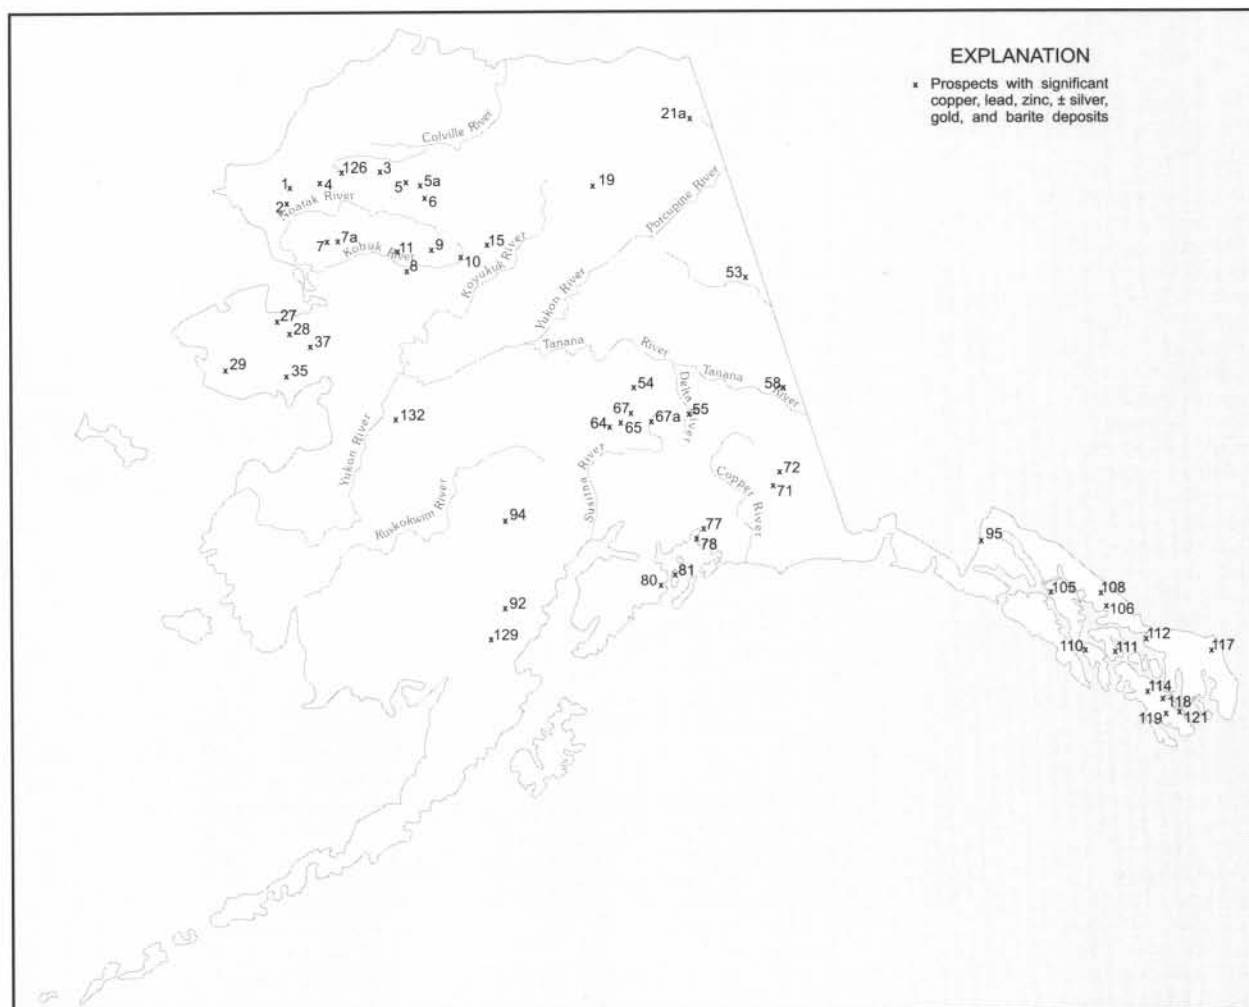 EXPLANATION
x Prospects with significant
copper, lead, zinc, ± silver,
gold, and barite deposits
21a
Colville River
126
3
1
4
5
5a
19
2
Noatak River
6
Porcupine River
7
7a
11
9
15
Kobuk River
10
8
Koyukuk River
53
Yukon River
27
28
37
Tanana
River
29
35
54
Delta River
Tanana
River
58
132
67
67a
55
64
65
Yukon River
Susitna River
72
Copper River
71
Kuskokwim River
94
77
78
95
81
80
105
108
92
106
129
112
110
111
117
114
118
119
121